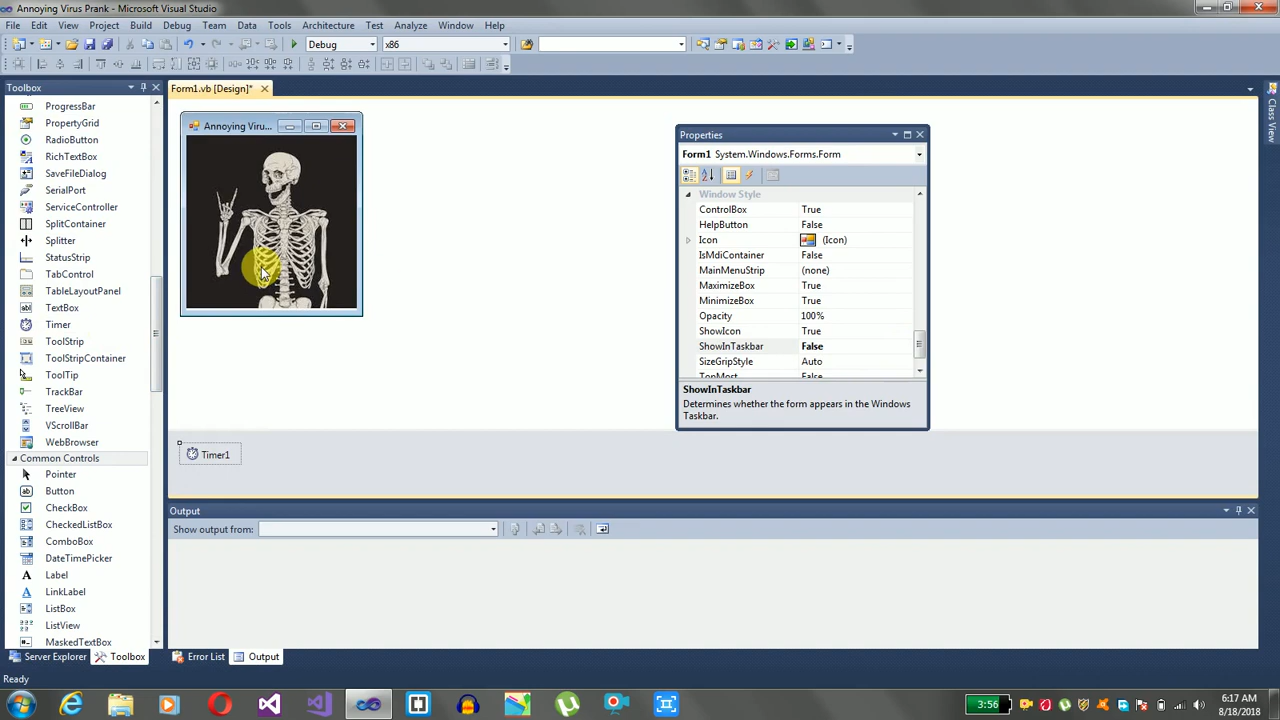 Annoying Virus Prank - Microsoft Visual Studio
File Edit View Project Build Debug Team Data Tools Architecture Test Analyze Window Help
Debug x86
Toolbox
Form1.vb [Design]*
Class View
ProgressBar
PropertyGrid
RadioButton
RichTextBox
SaveFileDialog
SerialPort
ServiceController
SplitContainer
Splitter
StatusStrip
TabControl
TableLayoutPanel
TextBox
Timer
ToolStrip
ToolStripContainer
ToolTip
TrackBar
TreeView
VScrollBar
WebBrowser
Common Controls
Pointer
Button
CheckBox
CheckedListBox
ComboBox
DateTimePicker
Label
LinkLabel
ListBox
ListView
MaskedTextBox
Server Explorer Toolbox
Annoying Viru...
Properties
Form1 System.Windows.Forms.Form
Window Style
ControlBox True
HelpButton False
Icon (Icon)
IsMdiContainer False
MainMenuStrip (none)
MaximizeBox True
MinimizeBox True
Opacity 100%
ShowIcon True
ShowInTaskbar False
SizeGripStyle Auto
TopMost False
ShowInTaskbar
Determines whether the form appears in the Windows
Taskbar.
Timer1
Output
Show output from:
Error List Output
Ready
3:56
6:17 AM
8/18/2018